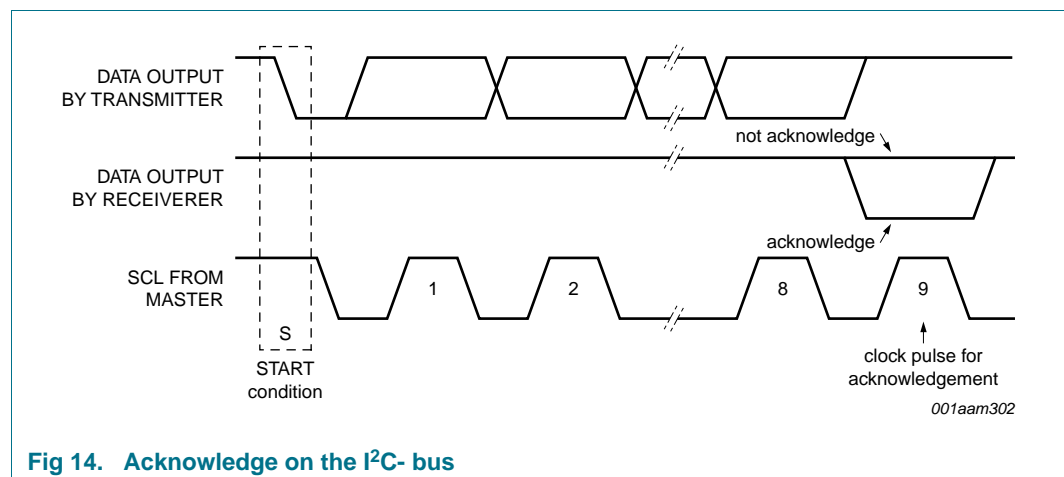 DATA OUTPUT
BY TRANSMITTER
not acknowledge
DATA OUTPUT
BY RECEIVERER
acknowledge
SCL FROM
MASTER
1
2
8
9
S
START
condition
clock pulse for
acknowledgement
001aam302
Fig 14. Acknowledge on the I²C- bus